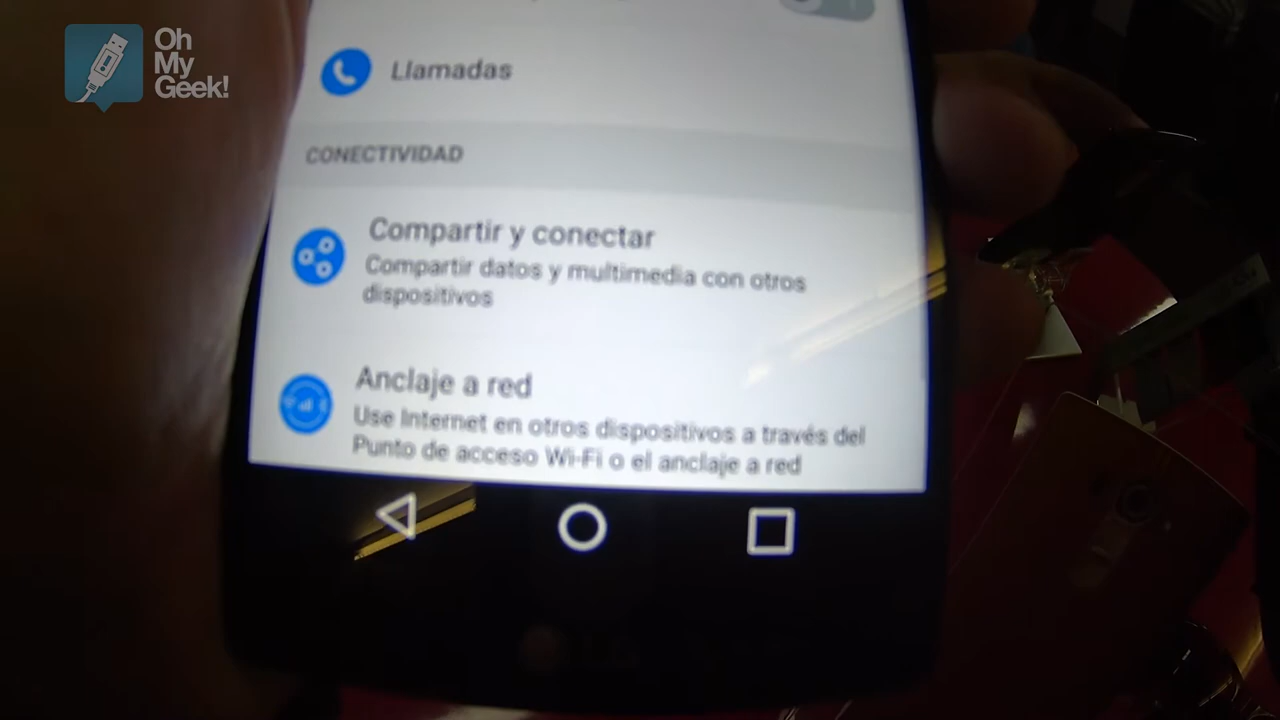 Oh
My
Geek!
Llamadas
CONECTIVIDAD
Compartir y conectar
Compartir datos y multimedia con otros
dispositivos
Anclaje a red
Use Internet en otros dispositivos a través del
Punto de acceso Wi-Fi o el anclaje a red